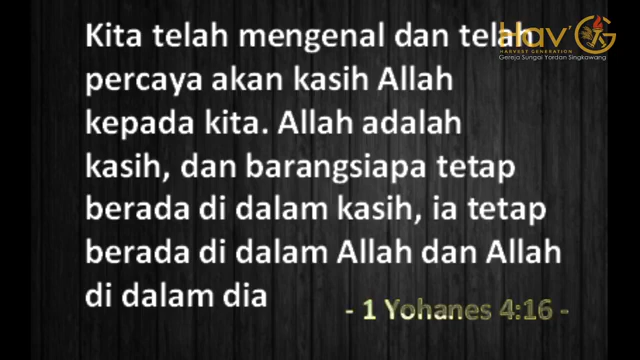 Kita telah mengenal dan telah
percaya akan kasih Allah
kepada kita. Allah adalah
kasih, dan barangsiapa tetap
berada di dalam kasih, ia tetap
berada di dalam Allah dan Allah
di dalam dia
- 1 Yohanes 4:16 -
Hav'G
HARVEST GENERATION
Gereja Sungai Yordan Singkawang